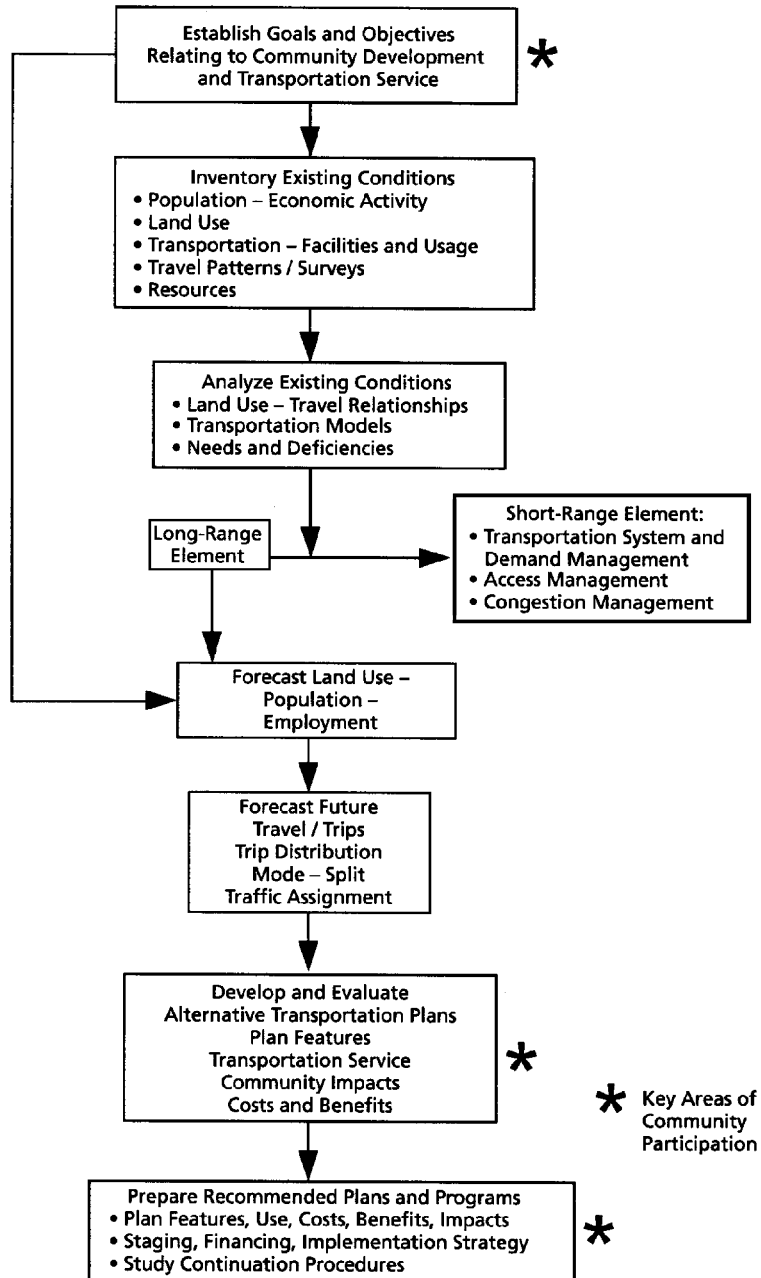 Establish Goals and Objectives
Relating to Community Development
and Transportation Service
*
Inventory Existing Conditions
• Population – Economic Activity
• Land Use
• Transportation – Facilities and Usage
• Travel Patterns / Surveys
• Resources
Analyze Existing Conditions
• Land Use – Travel Relationships
• Transportation Models
• Needs and Deficiencies
Long-Range
Element
Short-Range Element:
• Transportation System and
Demand Management
• Access Management
• Congestion Management
Forecast Land Use –
Population –
Employment
Forecast Future
Travel / Trips
Trip Distribution
Mode – Split
Traffic Assignment
Develop and Evaluate
Alternative Transportation Plans
Plan Features
Transportation Service
Community Impacts
Costs and Benefits
*
* Key Areas of
Community
Participation
Prepare Recommended Plans and Programs
• Plan Features, Use, Costs, Benefits, Impacts
• Staging, Financing, Implementation Strategy
• Study Continuation Procedures
*